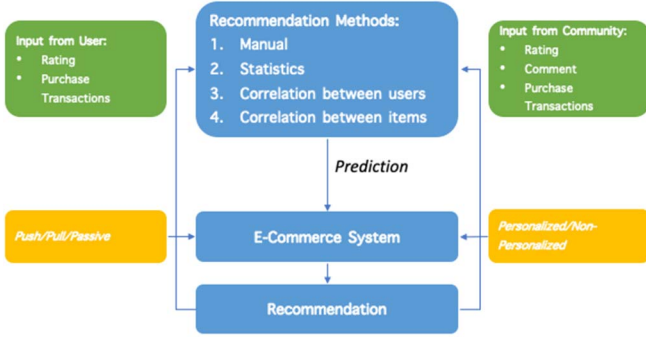 Recommendation Methods:
1. Manual
2. Statistics
3. Correlation between users
4. Correlation between items
Input from User:
• Rating
• Purchase
Transactions
Input from Community:
• Rating
• Comment
• Purchase
Transactions
Prediction
Push/Pull/Passive
E-Commerce System
Personalized/Non-
Personalized
Recommendation